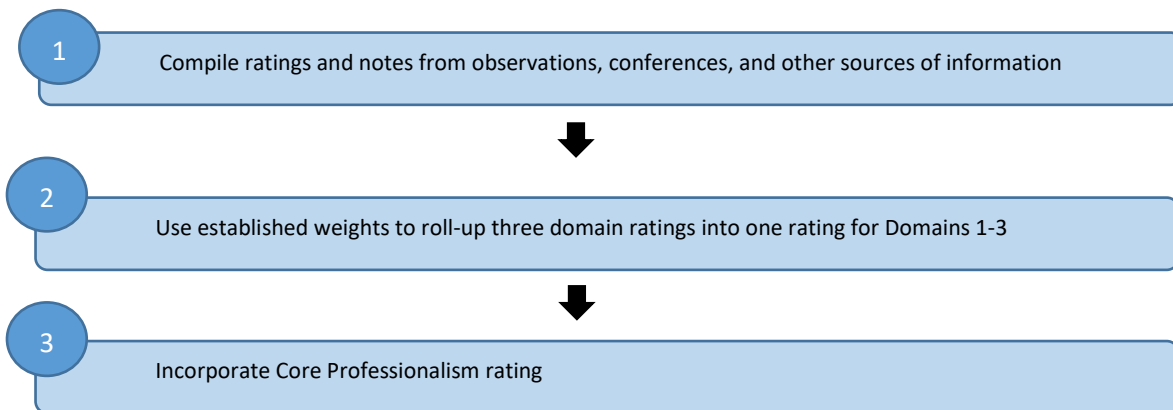 1
Compile ratings and notes from observations, conferences, and other sources of information
2
Use established weights to roll-up three domain ratings into one rating for Domains 1-3
3
Incorporate Core Professionalism rating